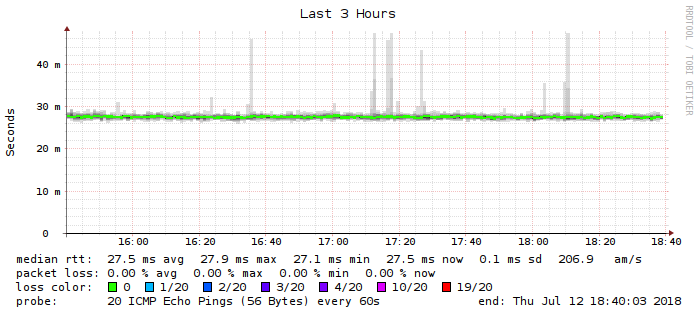 Last 3 Hours
RRDTOOL / TOBI OETIKER
Seconds
40 m
30 m
20 m
10 m
0
16:00 16:20 16:40 17:00 17:20 17:40 18:00 18:20 18:40
median rtt: 27.5 ms avg 27.9 ms max 27.1 ms min 27.5 ms now 0.1 ms sd 206.9 am/s
packet loss: 0.00 % avg 0.00 % max 0.00 % min 0.00 % now
loss color: 0 1/20 2/20 3/20 4/20 10/20 19/20
probe: 20 ICMP Echo Pings (56 Bytes) every 60s end: Thu Jul 12 18:40:03 2018